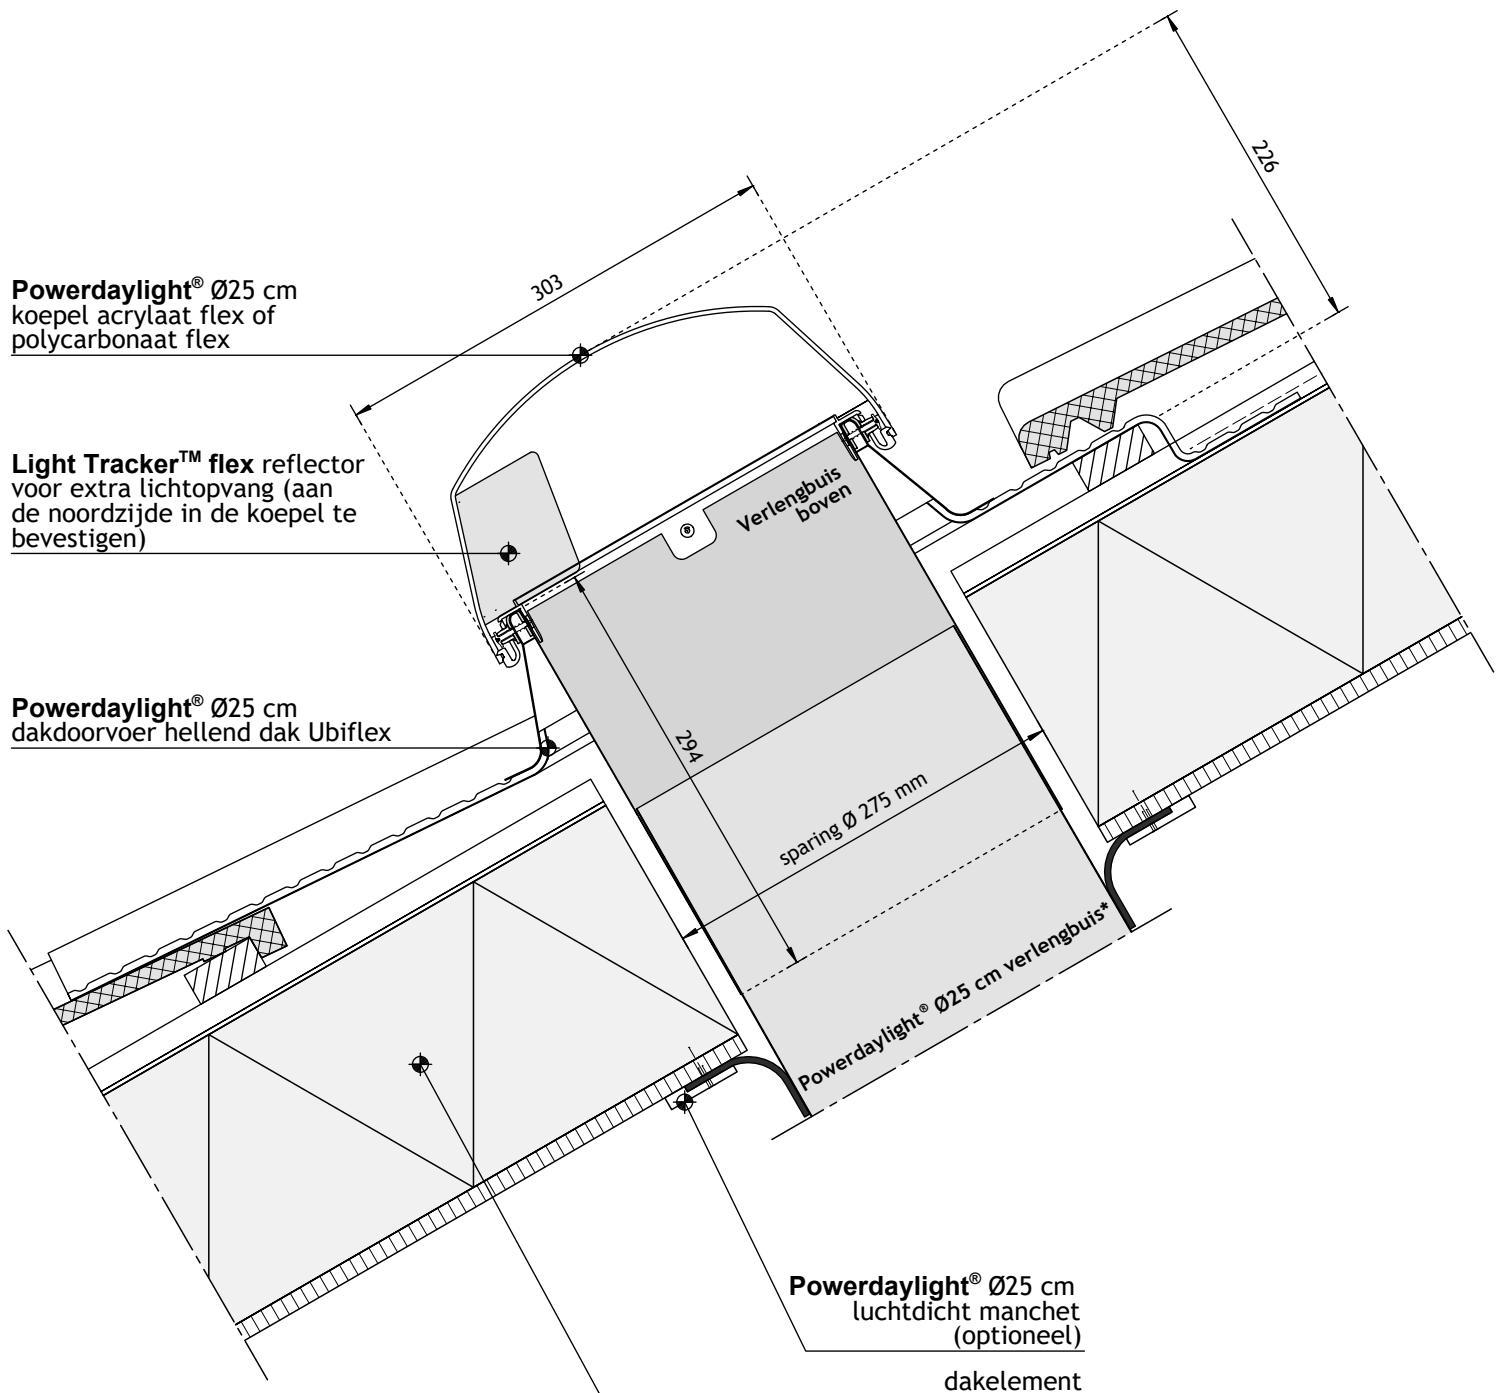 226
303
Powerdaylight® Ø25 cm
koepel acrylaat flex of
polycarbonaat flex
Light Tracker™ flex reflector
voor extra lichtopvang (aan
de noordzijde in de koepel te
bevestigen)
Verlengbuis
boven
Powerdaylight® Ø25 cm
dakdoorvoer hellend dak Ubiflex
294
sparing Ø 275 mm
Powerdaylight® Ø25 cm verlengbuis*
Powerdaylight® Ø25 cm
luchtdicht manchet
(optioneel)
dakelement